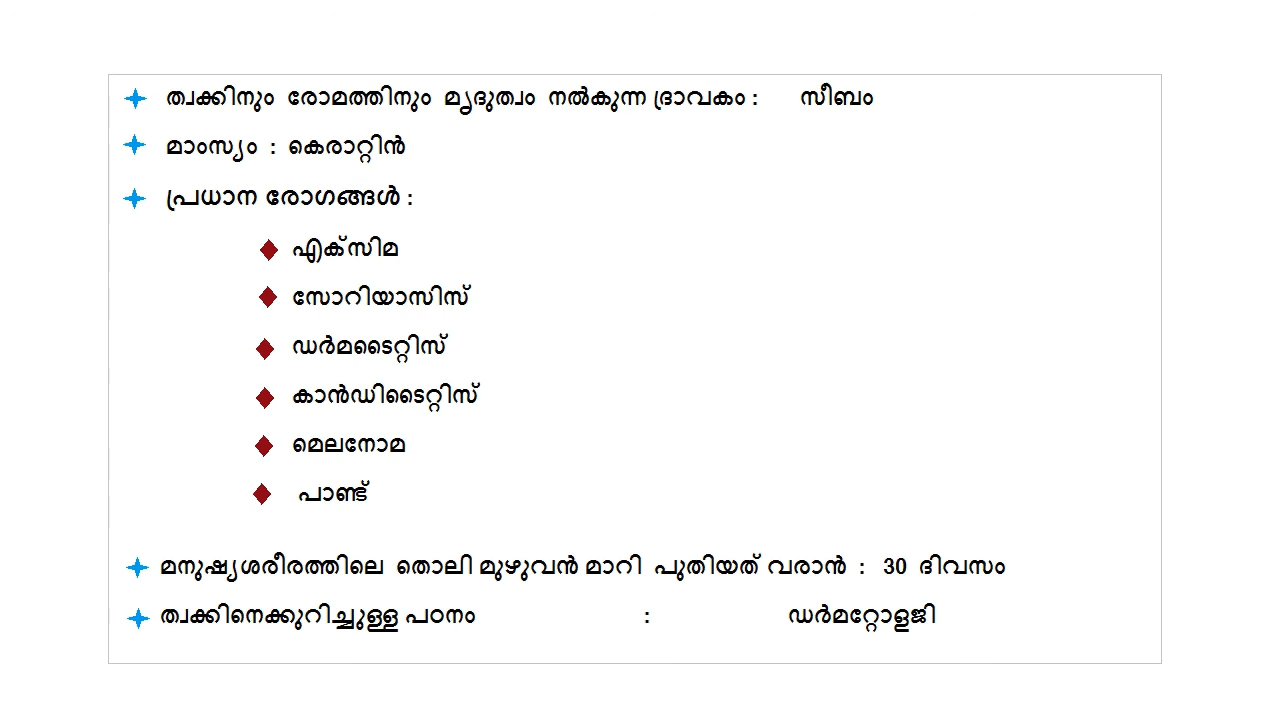 ത്വക്കിനും രോമത്തിനും മൃദുത്വം നൽകുന്ന ദ്രാവകം : സീബം
മാംസ്യം : കെരാറ്റിൻ
പ്രധാന രോഗങ്ങൾ :
എക്സിമ
സോറിയാസിസ്
ഡർമടൈറ്റിസ്
കാൻഡിടൈറ്റിസ്
മെലനോമ
പാണ്ട്
മനുഷ്യശരീരത്തിലെ തൊലി മുഴുവൻ മാറി പുതിയത് വരാൻ : 30 ദിവസം
ത്വക്കിനെക്കുറിച്ചുള്ള പഠനം : ഡർമറ്റോളജി